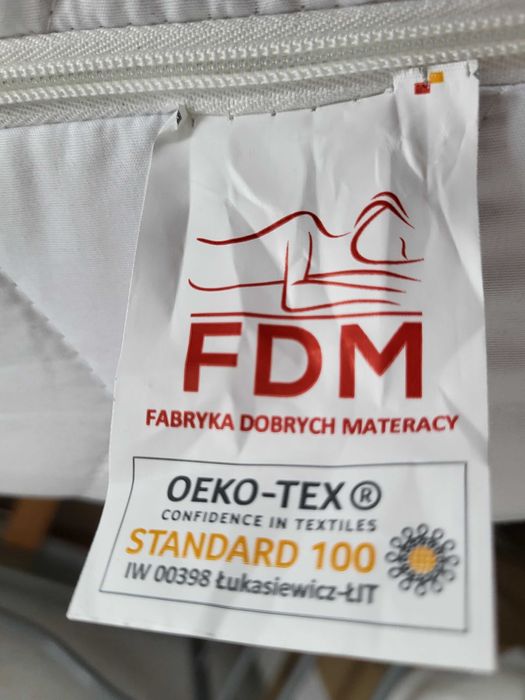 FDM
FABRYKA DOBRYCH MATERACY
OEKO-TEX®
CONFIDENCE IN TEXTILES
STANDARD 100
IW 00398 Łukasiewicz-ŁIT